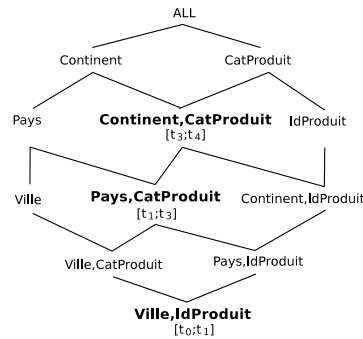 ALL
Continent CatProduit
Pays Continent,CatProduit IdProduit
[t3;t4]
Ville Pays,CatProduit Continent,IdProduit
[t1;t3]
Ville,CatProduit Pays,IdProduit
Ville,IdProduit
[t0;t1]